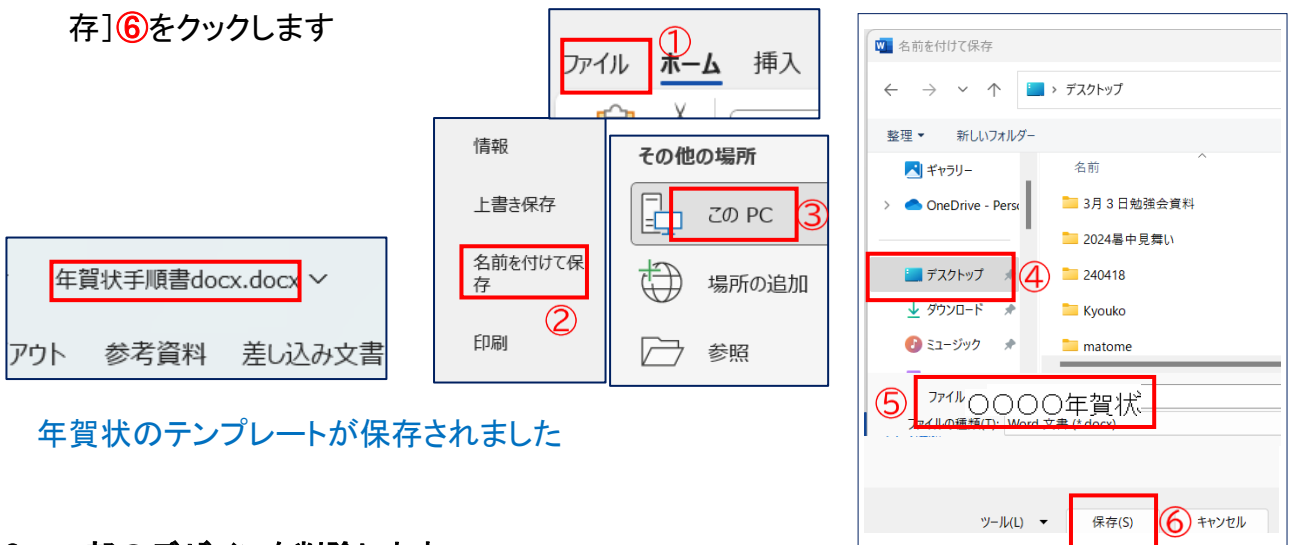 存]⑥をクックします
①
ファイル ホーム 挿入
情報
上書き保存
名前を付けて保
存
②
印刷
その他の場所
この PC ③
場所の追加
参照
年賀状手順書docx.docx
アウト 参考資料 差し込み文書
年賀状のテンプレートが保存されました
名前を付けて保存
デスクトップ
整理 新しいフォルダー
ギャラリー
OneDrive - Perso
デスクトップ ④
ダウンロード
ミュージック
名前
3月3日勉強会資料
2024暑中見舞い
240418
Kyouko
matome
⑤ ファイル 〇〇〇〇年賀状
ファイルの種類(T): Word 文書 (*.docx)
ツール(L) 保存(S) ⑥ キャンセル